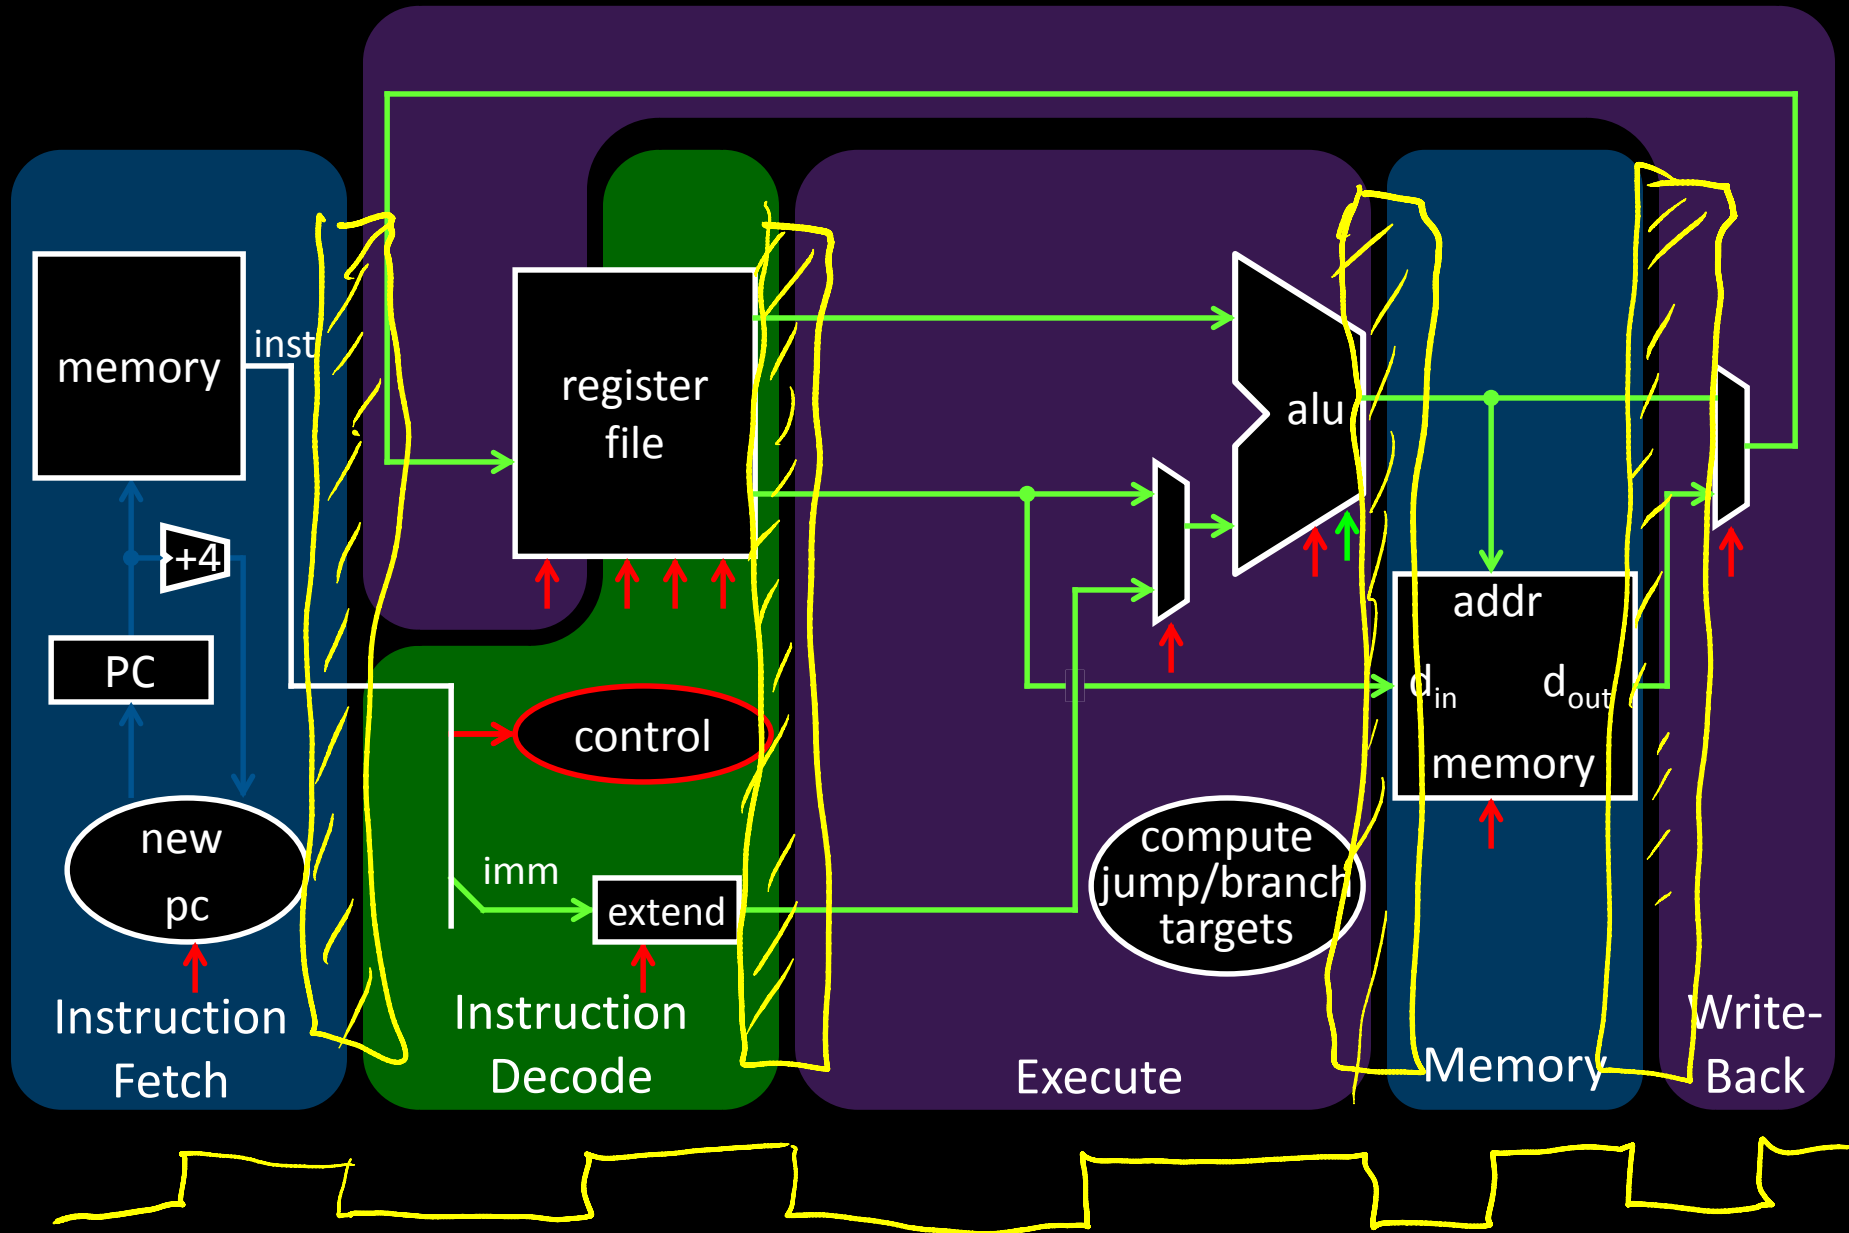 memory
inst
+4
PC
new
pc
Instruction
Fetch
register
file
control
imm
extend
Instruction
Decode
alu
compute
jump/branch
targets
Execute
addr
din
dout
memory
Memory
Write-
Back